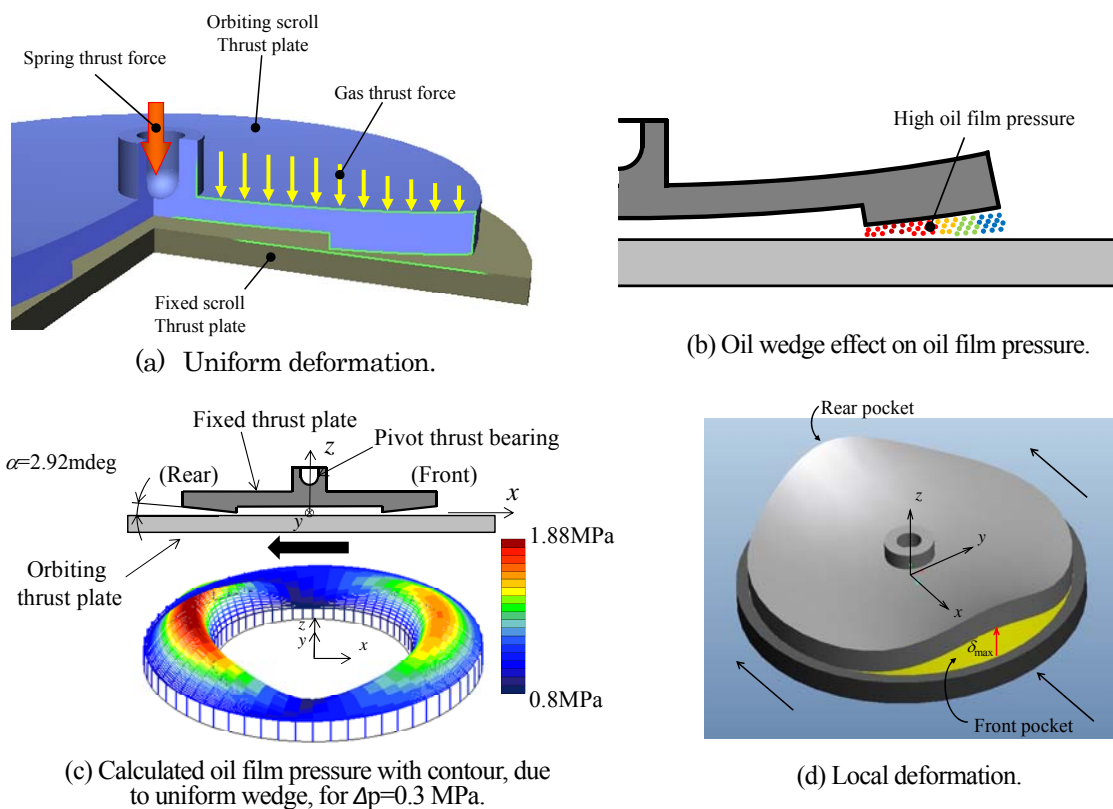 Orbiting scroll
Thrust plate
Spring thrust force
Gas thrust force
Fixed scroll
Thrust plate
(a) Uniform deformation.
High oil film pressure
(b) Oil wedge effect on oil film pressure.
Fixed thrust plate
Pivot thrust bearing
z
α=2.92mdeg
(Rear)
(Front)
x
y
Orbiting
thrust plate
1.88MPa
z
y
x
0.8MPa
(c) Calculated oil film pressure with contour, due
to uniform wedge, for Δp=0.3 MPa.
Rear pocket
z
y
x
δmax
Front pocket
(d) Local deformation.